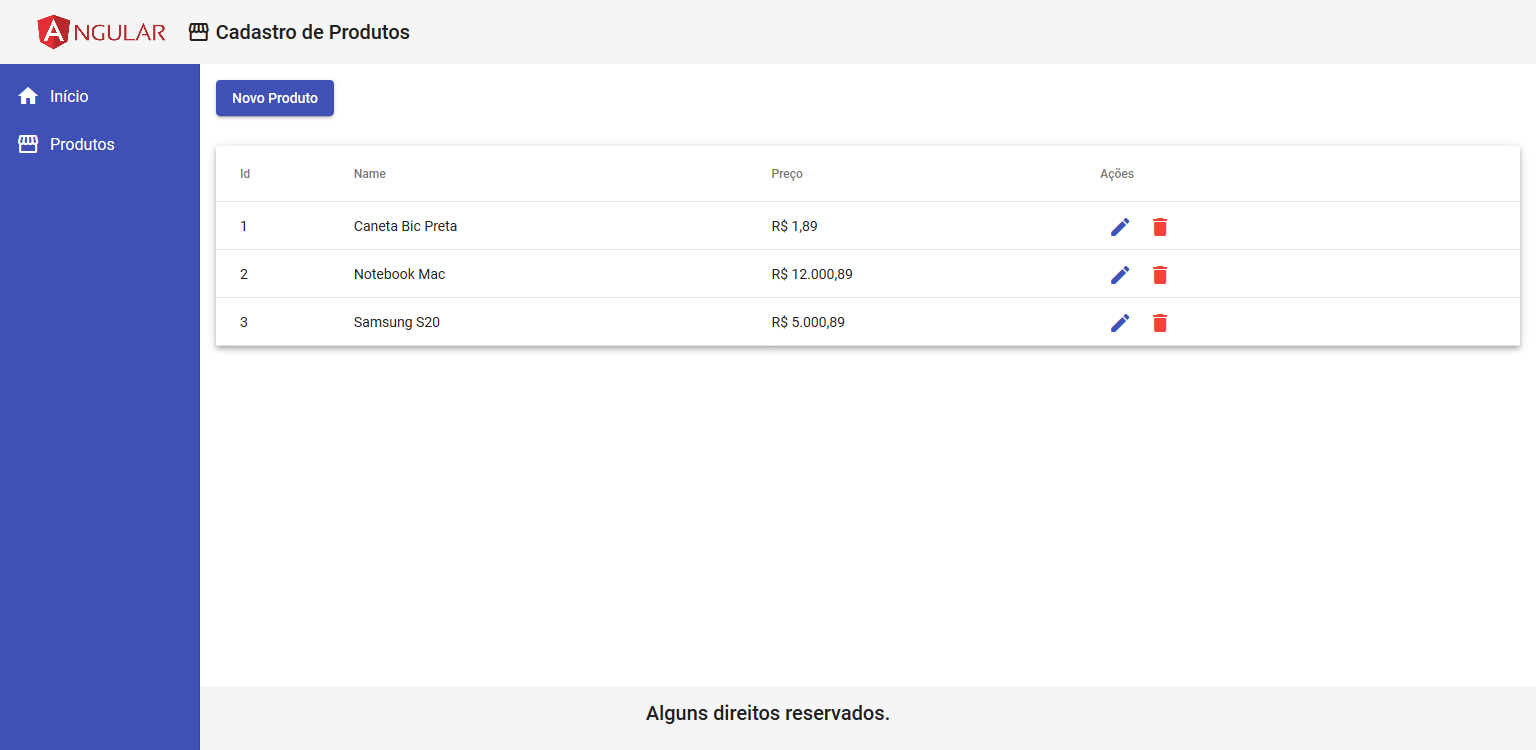 ANGULAR Cadastro de Produtos
Início
Produtos
Novo Produto
Id Name Preço Ações
1 Caneta Bic Preta R$ 1,89
2 Notebook Mac R$ 12.000,89
3 Samsung S20 R$ 5.000,89
Alguns direitos reservados.